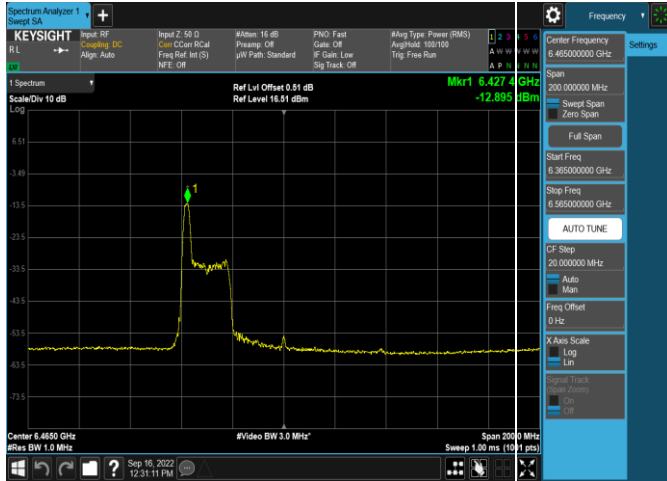 Spectrum Analyzer 1
Swept SA
+
Frequency
KEYSIGHT
RL
Input: RF
Coupling: DC
Align: Auto
Input Z: 50 Ω
Corr CCorr RCal
Freq Ref: Int (S)
NFE: Off
#Atten: 16 dB
Preamp: Off
µW Path: Standard
PNO: Fast
Gate: Off
IF Gain: Low
Sig Track: Off
#Avg Type: Power (RMS)
Avg|Hold: 100/100
Trig: Free Run
1 2 3 4 5 6
A W W W W W
A P N N N N
1 Spectrum
Scale/Div 10 dB
Log
Ref Lvl Offset 0.51 dB
Ref Level 16.51 dBm
Mkr1 6.427 4 GHz
-12.895 dBm
6.51
-3.49
-13.5
-23.5
-33.5
-43.5
-53.5
-63.5
-73.5
1
Center 6.4650 GHz
#Res BW 1.0 MHz
#Video BW 3.0 MHz*
Span 200.0 MHz
Sweep 1.00 ms (1001 pts)
Sep 16, 2022
12:31:11 PM
Settings
Center Frequency
6.465000000 GHz
Span
200.000000 MHz
Swept Span
Zero Span
Full Span
Start Freq
6.365000000 GHz
Stop Freq
6.565000000 GHz
AUTO TUNE
CF Step
20.000000 MHz
Auto
Man
Freq Offset
0 Hz
X Axis Scale
Log
Lin
Signal Track
(Span Zoom)
On
Off